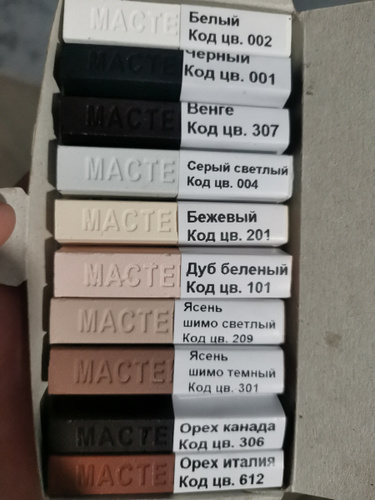 МАСТЕ Белый
Код цв. 002
МАСТЕ Черный
Код цв. 001
МАСТЕ Венге
Код цв. 307
МАСТЕ Серый светлый
Код цв. 004
МАСТЕ Бежевый
Код цв. 201
МАСТЕ Дуб беленый
Код цв. 101
МАСТЕ Ясень
шимо светлый
Код цв. 209
МАСТЕ Ясень
шимо темный
Код цв. 301
МАСТЕ Орех канада
Код цв. 306
МАСТЕ Орех италия
Код цв. 612